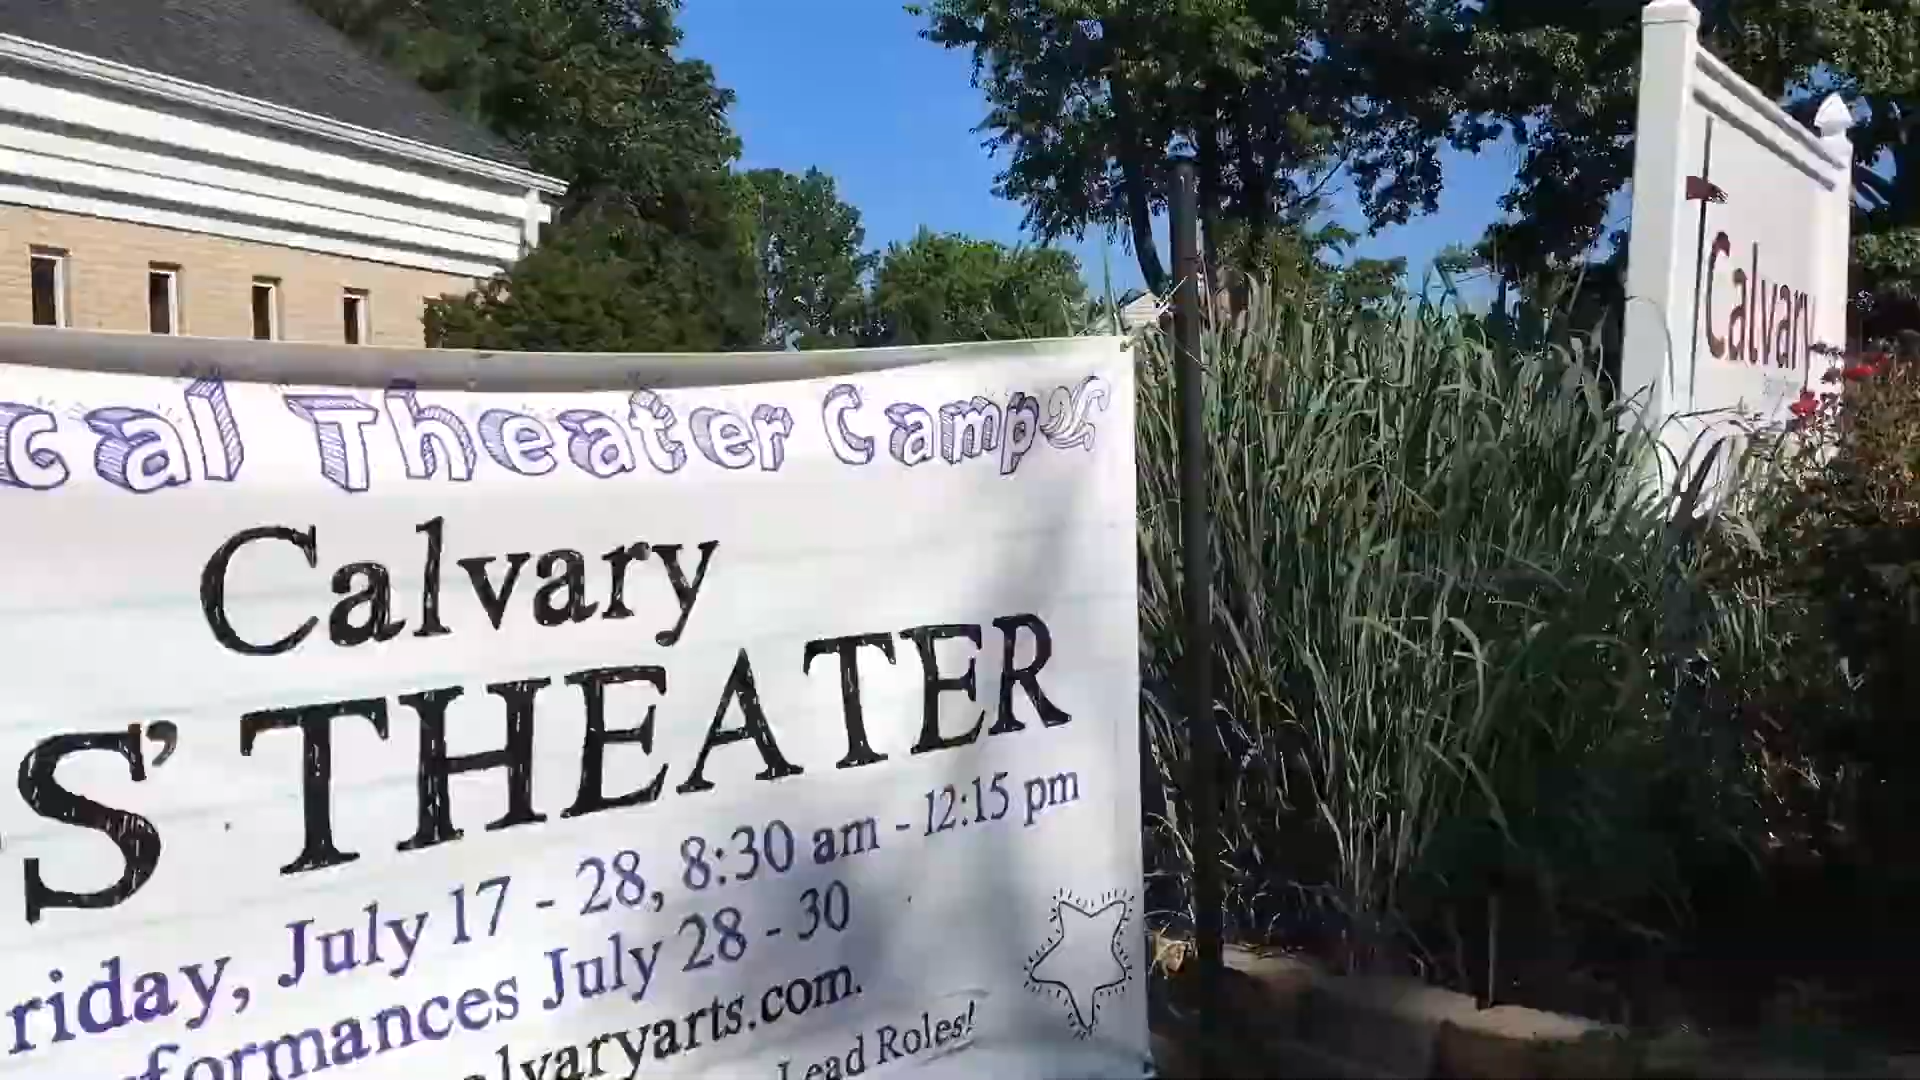 cal Theater Camp
Calvary
S' THEATER
riday, July 17 - 28, 8:30 am - 12:15 pm
formances July 28 - 30
alvaryarts.com.
Lead Roles!
Calvary